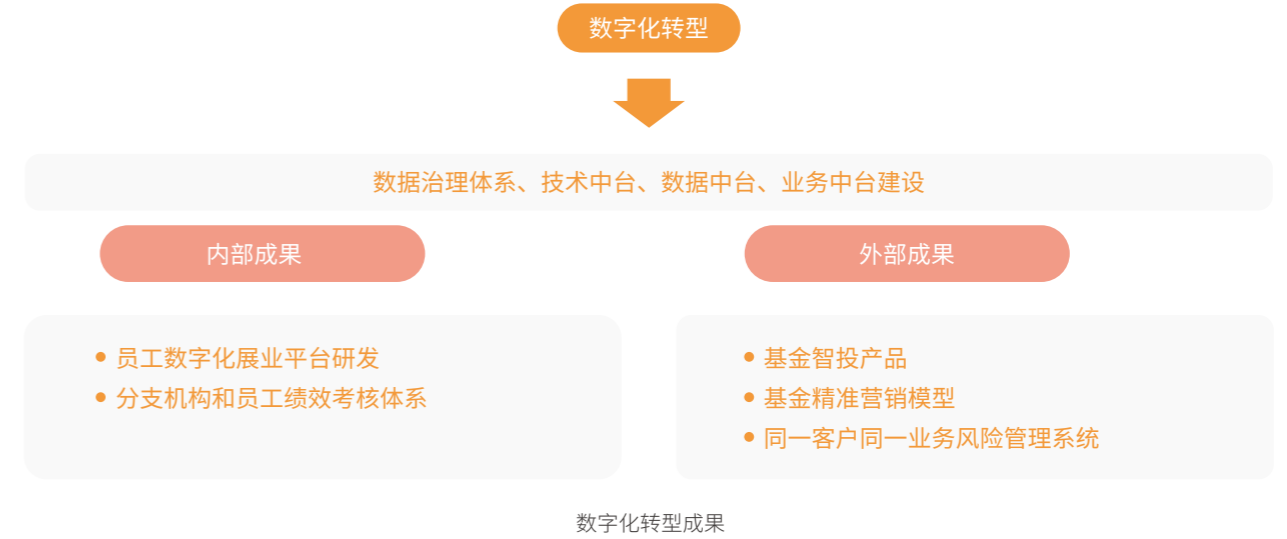 数字化转型
数据治理体系、技术中台、数据中台、业务中台建设
内部成果
外部成果
员工数字化展业平台研发
分支机构和员工绩效考核体系
基金智投产品
基金精准营销模型
同一客户同一业务风险管理系统
数字化转型成果